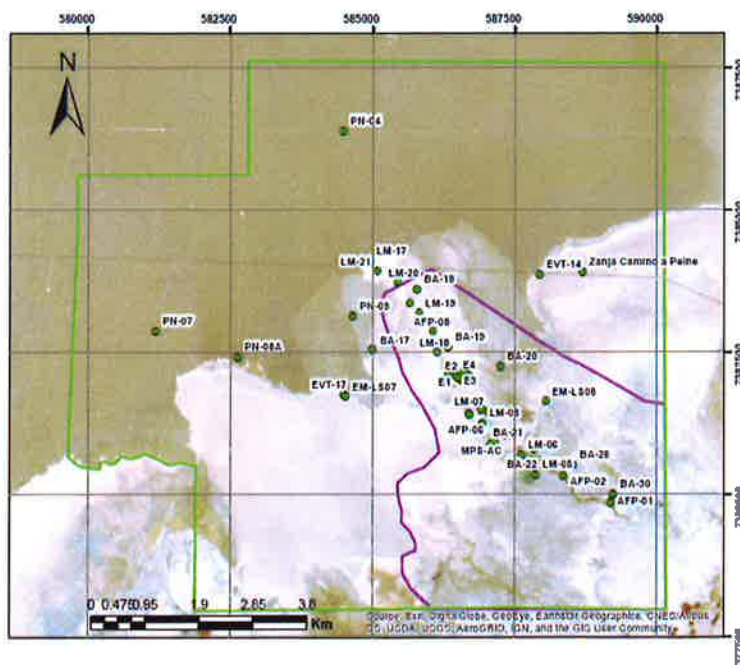 580000 582500 585000 587500 590000
N
PN-04
LM-17
LM-21
LM-20
EVT-14
Zanja Camino a Peine
BA-18
PN-09
LM-19
AFP-08
PN-07
BA-17
LM-18
BA-19
PN-08A
E2 E4
BA-20
E1 E3
EVT-17
EM-LS07
EM-LS08
LM-07
LM-08
AFP-06
BA-21
MPS-AC
LM-06
BA-22
LM-05
BA-28
AFP-02
BA-30
AFP-01
0 0.475 0.95 1.9 2.85 3.8
Km
Source: Esri, DigitalGlobe, GeoEye, Earthstar Geographics, CNES/Airbus
DS, USDA, USGS, AeroGRID, IGN, and the GIS User Community